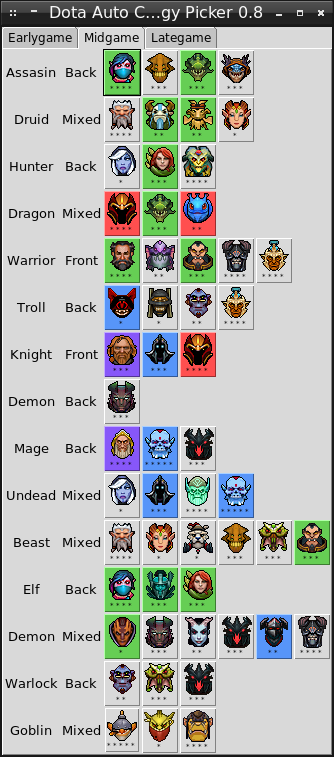 Dota Auto C...gy Picker 0.8
Earlygame Midgame Lategame
Assasin Back
Druid Mixed
Hunter Back
Dragon Mixed
Warrior Front
Troll Back
Knight Front
Demon Back
Mage Back
Undead Mixed
Beast Mixed
Elf Back
Demon Mixed
Warlock Back
Goblin Mixed